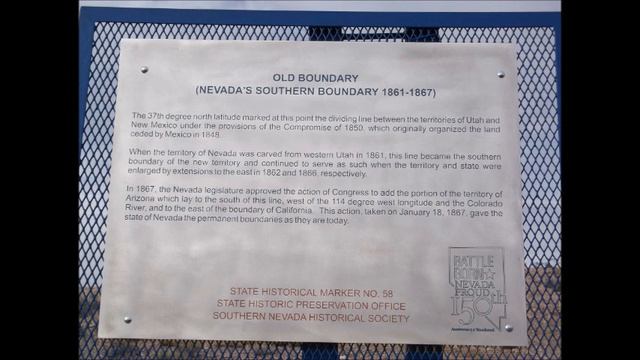 OLD BOUNDARY
(NEVADA'S SOUTHERN BOUNDARY 1861-1867)
The 37th degree north latitude marked at this point the dividing line between the territories of Utah and
New Mexico under the provisions of the Compromise of 1850, which originally organized the land
ceded by Mexico in 1848.
When the territory of Nevada was carved from western Utah in 1861, this line became the southern
boundary of the new territory and continued to serve as such when the territory and state were
enlarged by extensions to the east in 1862 and 1866, respectively.
In 1867, the Nevada legislature approved the action of Congress to add the portion of the territory of
Arizona which lay to the south of this line, west of the 114 degree west longitude and the Colorado
River, and to the east of the boundary of California. This action, taken on January 18, 1867, gave the
state of Nevada the permanent boundaries as they are today.
STATE HISTORICAL MARKER NO. 58
STATE HISTORIC PRESERVATION OFFICE
SOUTHERN NEVADA HISTORICAL SOCIETY
BATTLE
BORN
NEVADA
PROUD
150th